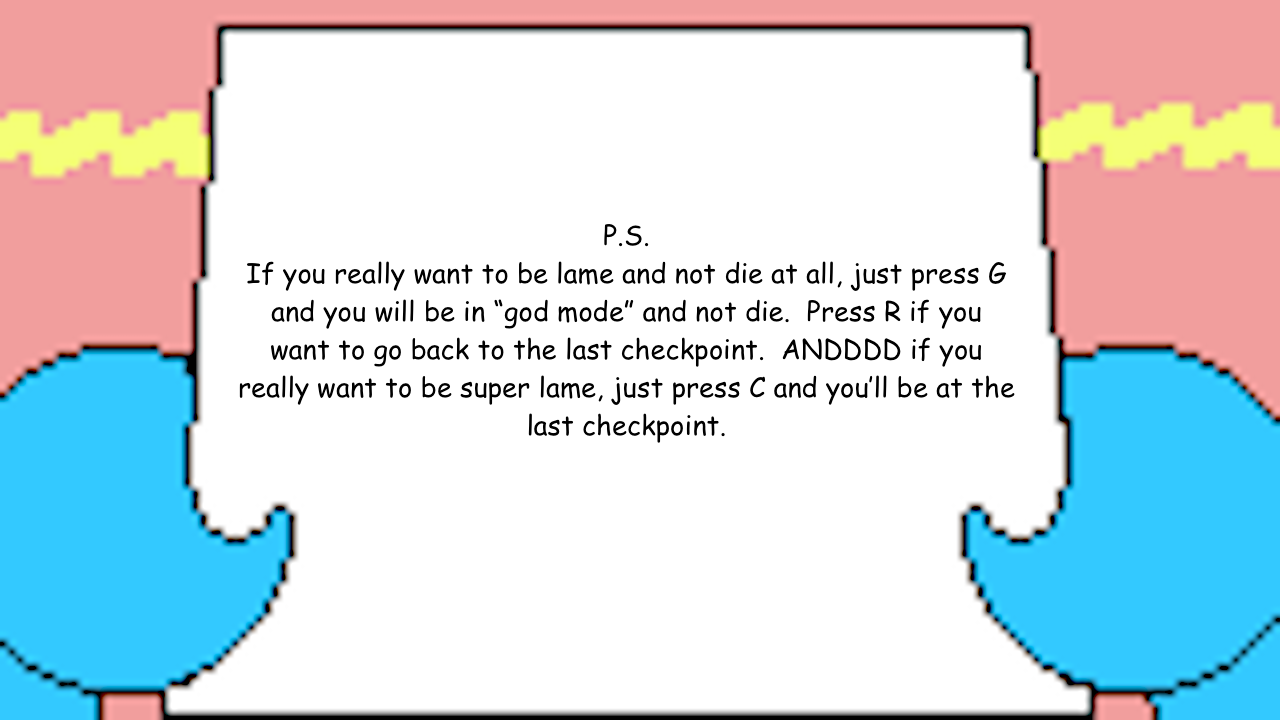 P.S.
If you really want to be lame and not die at all, just press G
and you will be in “god mode” and not die.  Press R if you
want to go back to the last checkpoint.  ANDDDD if you
really want to be super lame, just press C and you’ll be at the
last checkpoint.